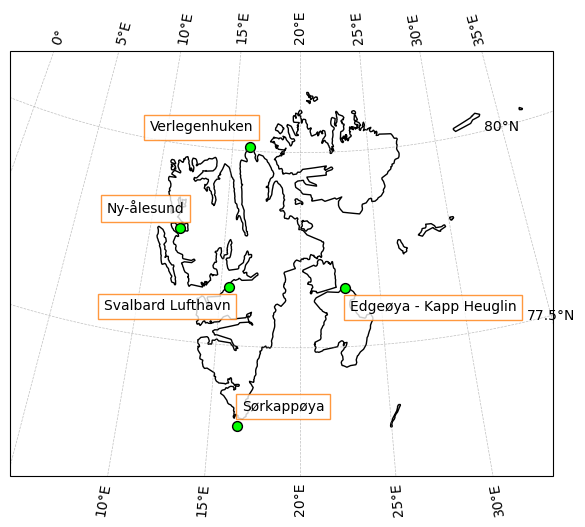 0°
5°E
10°E
15°E
20°E
25°E
30°E
35°E
Verlegenhuken
80°N
Ny-ålesund
Svalbard Lufthavn
Edgeøya - Kapp Heuglin
77.5°N
Sørkappøya
10°E
15°E
20°E
25°E
30°E